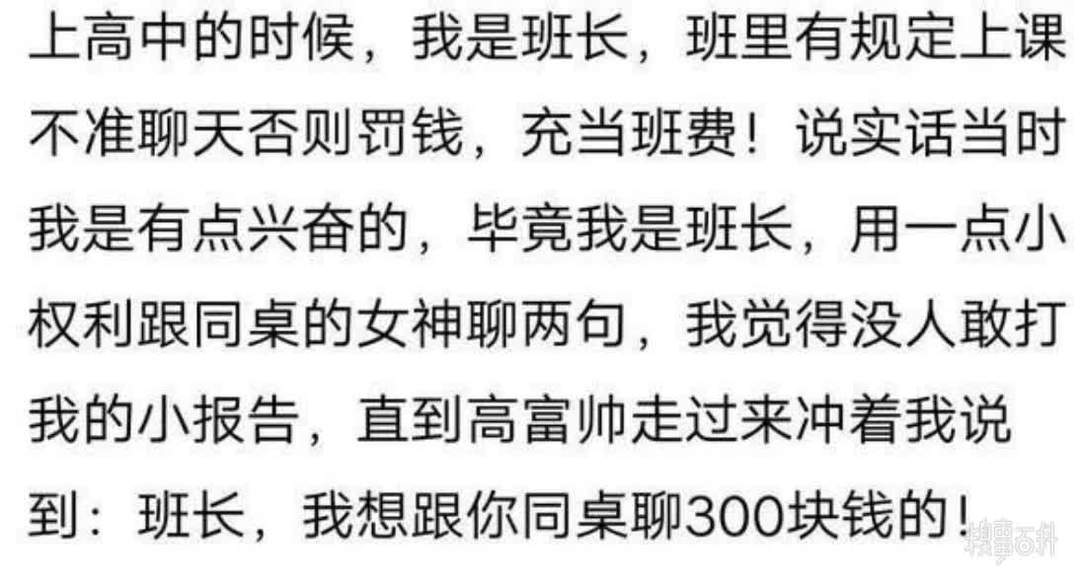 上高中的时候，我是班长，班里有规定上课
不准聊天否则罚钱，充当班费！说实话当时
我是有点兴奋的，毕竟我是班长，用一点小
权利跟同桌的女神聊两句，我觉得没人敢打
我的小报告，直到高富帅走过来冲着我说
到：班长，我想跟你同桌聊300块钱的！